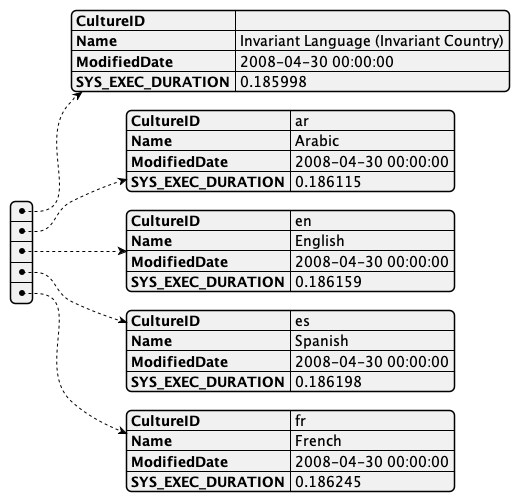 CultureID
Name Invariant Language (Invariant Country)
ModifiedDate 2008-04-30 00:00:00
SYS_EXEC_DURATION 0.185998
CultureID ar
Name Arabic
ModifiedDate 2008-04-30 00:00:00
SYS_EXEC_DURATION 0.186115
CultureID en
Name English
ModifiedDate 2008-04-30 00:00:00
SYS_EXEC_DURATION 0.186159
CultureID es
Name Spanish
ModifiedDate 2008-04-30 00:00:00
SYS_EXEC_DURATION 0.186198
CultureID fr
Name French
ModifiedDate 2008-04-30 00:00:00
SYS_EXEC_DURATION 0.186245